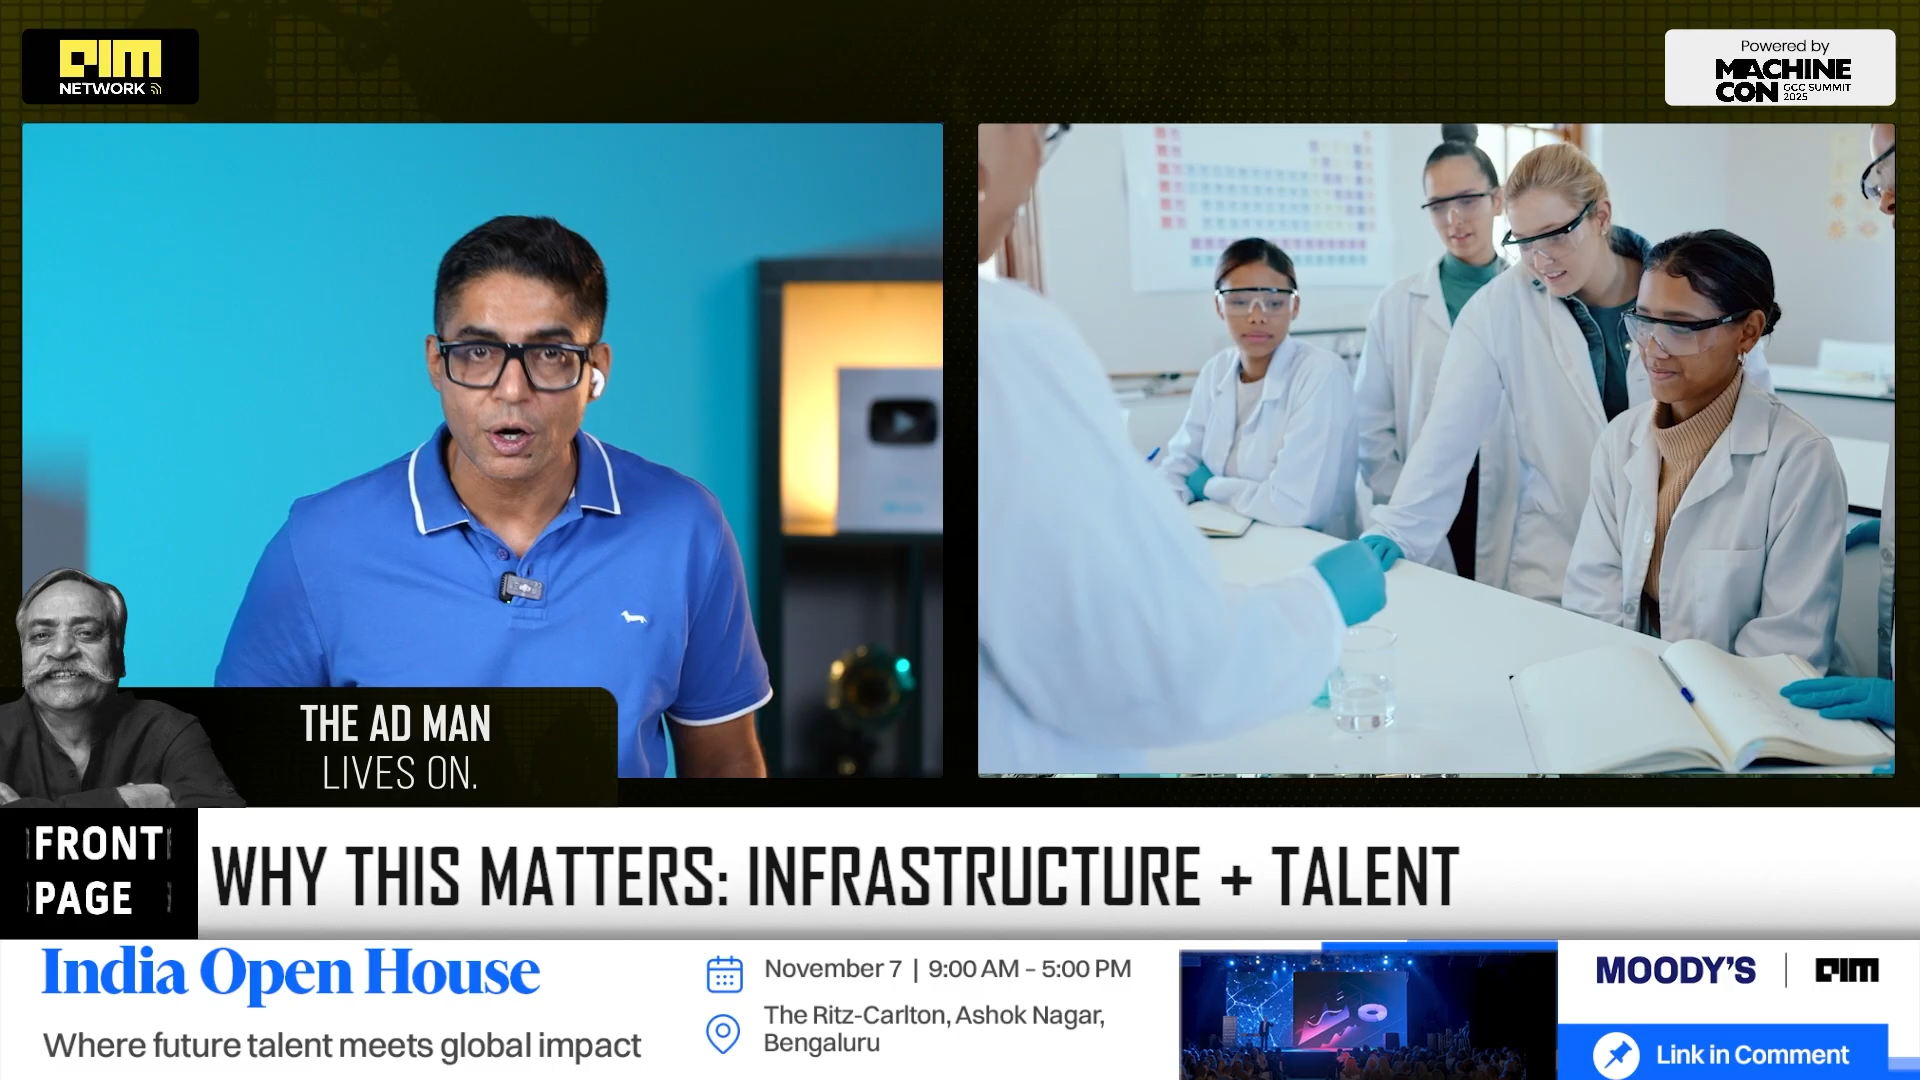 AIM
NETWORK
Powered by
MACHINE
CON GCC SUMMIT
2025
THE AD MAN
LIVES ON.
FRONT
PAGE
WHY THIS MATTERS: INFRASTRUCTURE + TALENT
India Open House
Where future talent meets global impact
November 7 | 9:00 AM – 5:00 PM
The Ritz-Carlton, Ashok Nagar,
Bengaluru
MOODY'S | AIM
Link in Comment